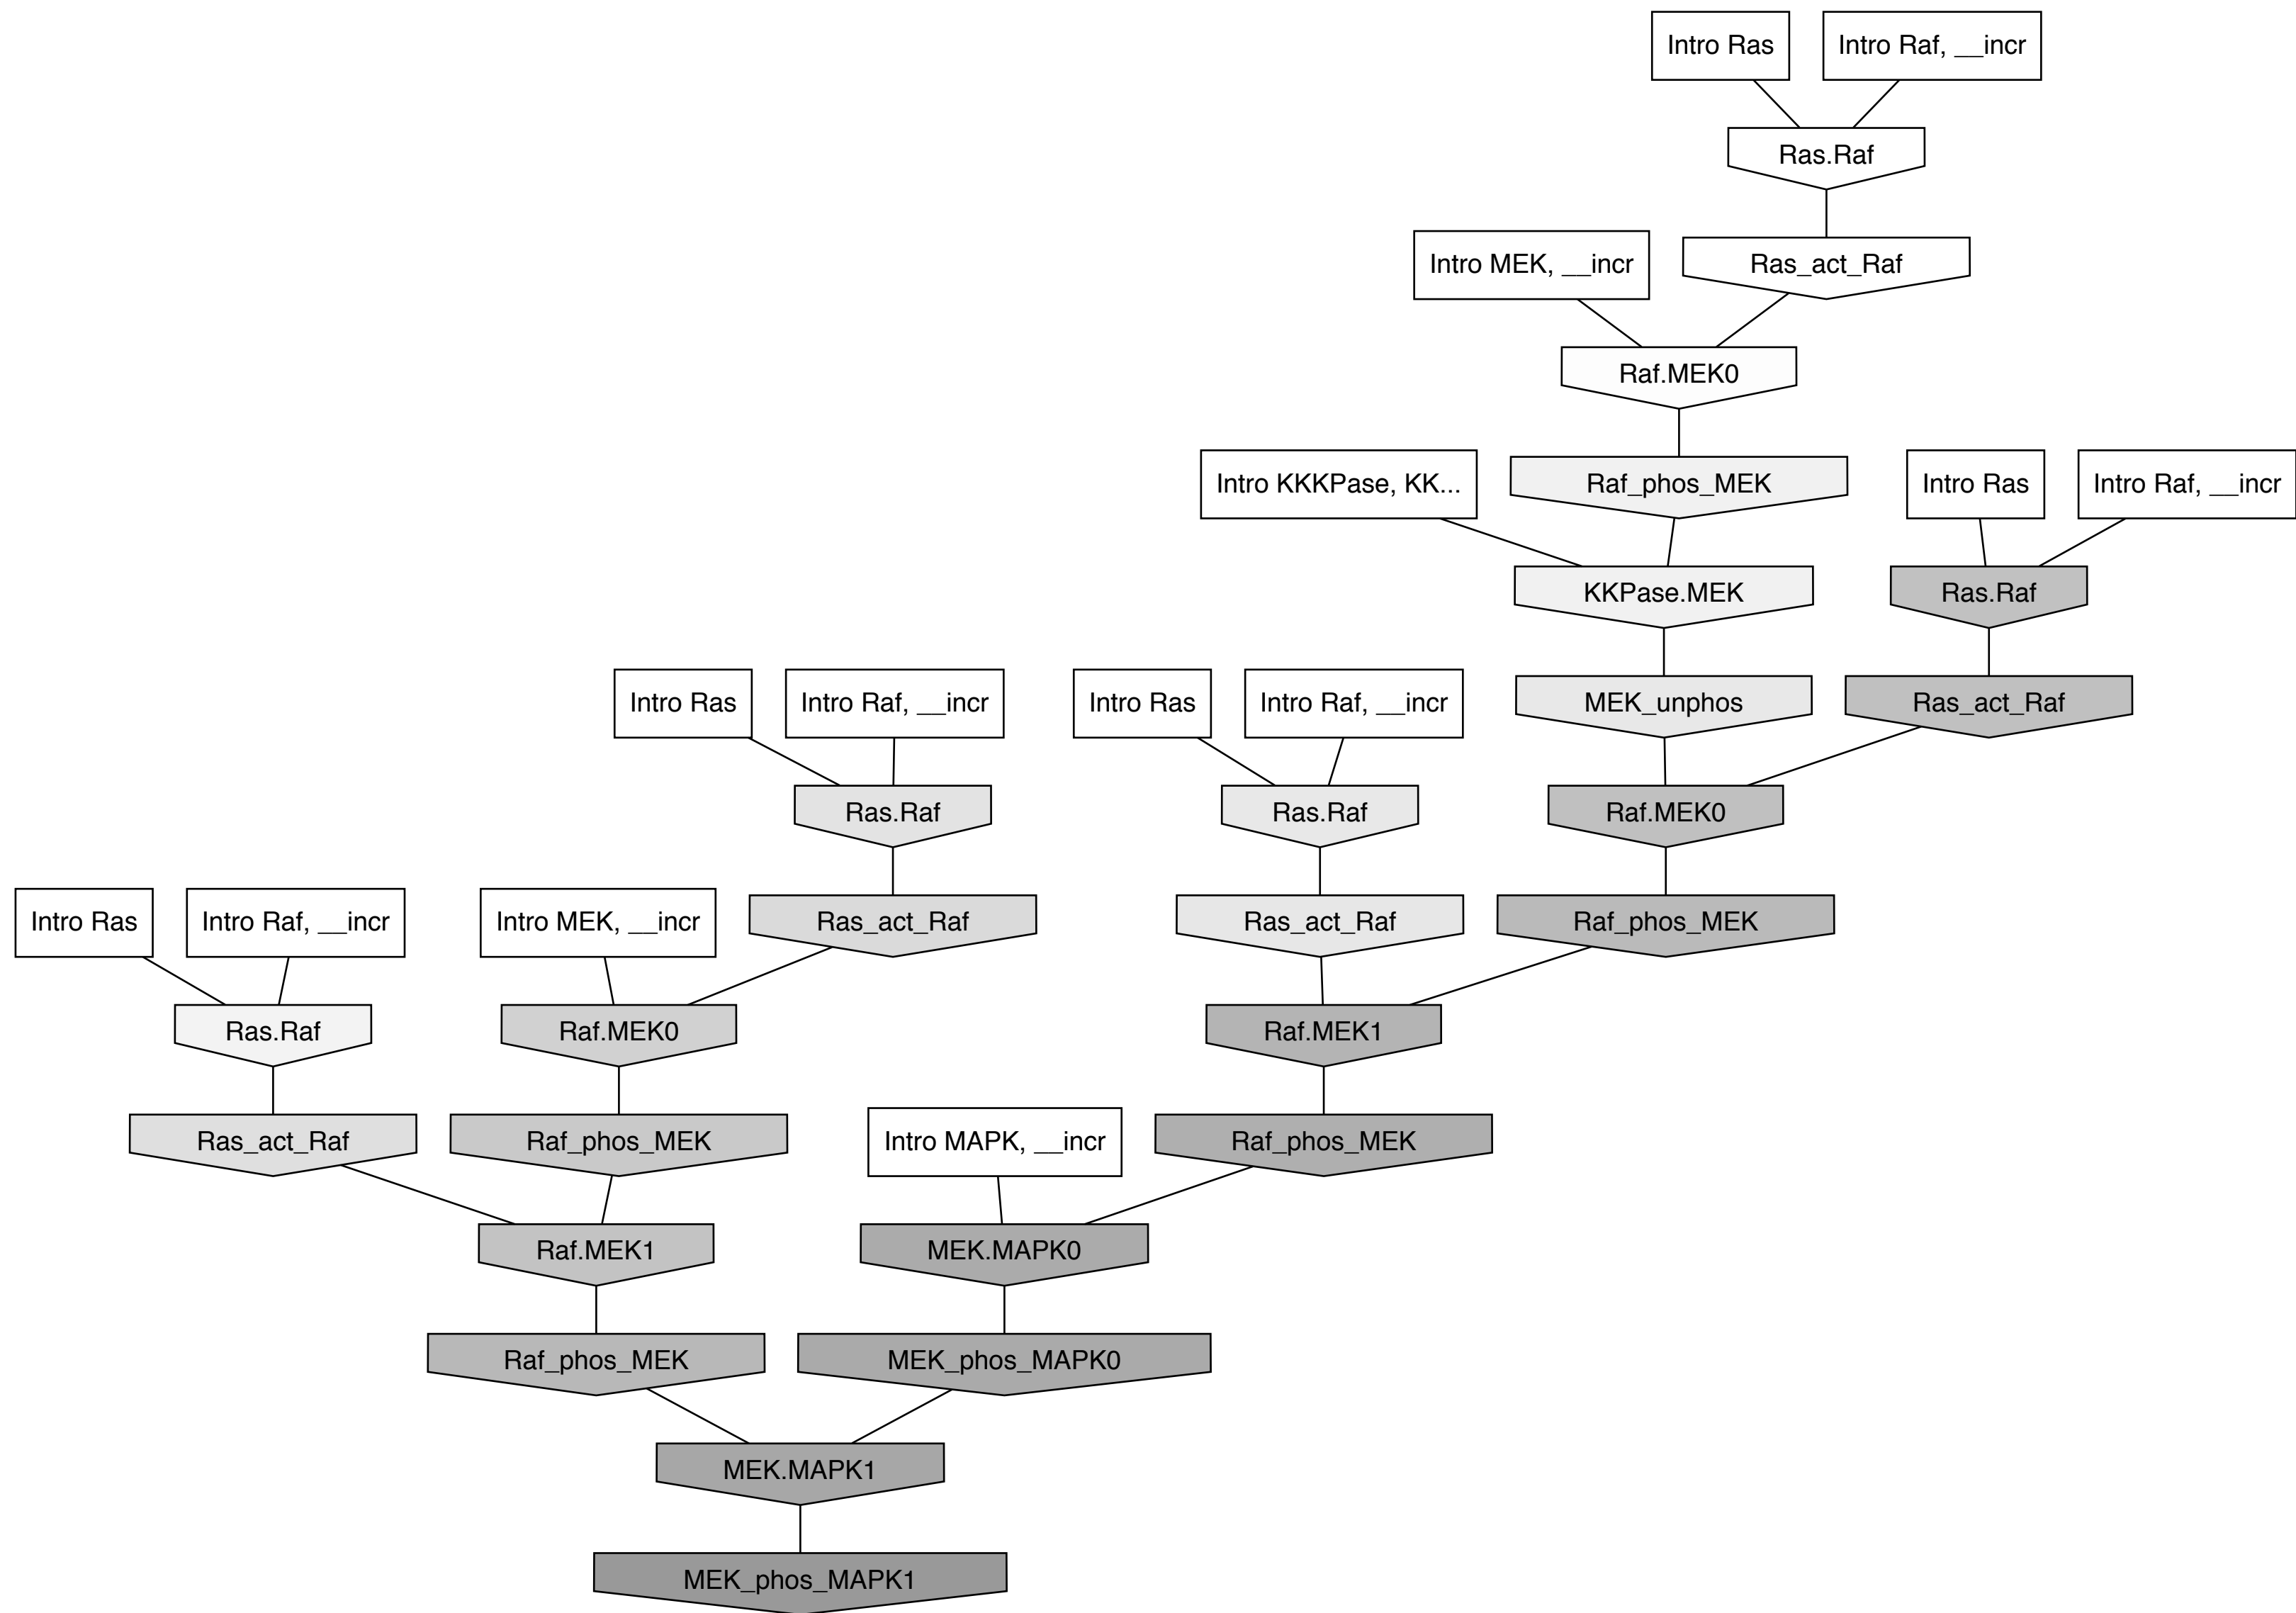 Intro Ras
Intro Raf, __incr
Ras.Raf
Intro MEK, __incr
Ras_act_Raf
Raf.MEK0
Intro KKKPase, KK...
Raf_phos_MEK
Intro Ras
Intro Raf, __incr
KKPase.MEK
Ras.Raf
Intro Ras
Intro Raf, __incr
Intro Ras
Intro Raf, __incr
MEK_unphos
Ras_act_Raf
Ras.Raf
Ras.Raf
Raf.MEK0
Intro Ras
Intro Raf, __incr
Intro MEK, __incr
Ras_act_Raf
Ras_act_Raf
Raf_phos_MEK
Ras.Raf
Raf.MEK0
Raf.MEK1
Ras_act_Raf
Raf_phos_MEK
Intro MAPK, __incr
Raf_phos_MEK
Raf.MEK1
MEK.MAPK0
Raf_phos_MEK
MEK_phos_MAPK0
MEK.MAPK1
MEK_phos_MAPK1